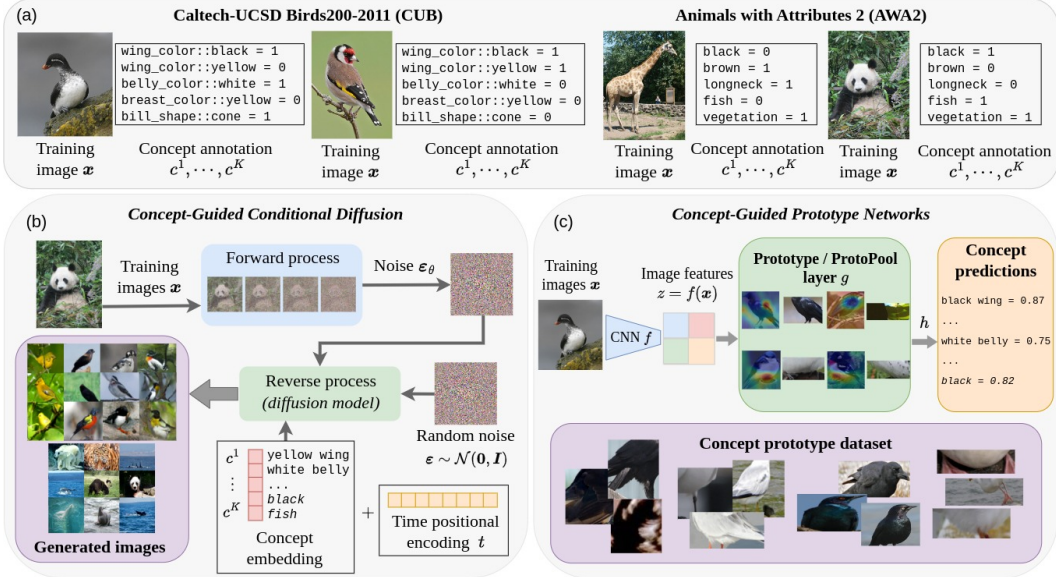 (a)
Caltech-UCSD Birds200-2011 (CUB)
Animals with Attributes 2 (AWA2)
wing_color::black = 1
wing_color::yellow = 0
belly_color::white = 1
breast_color::yellow = 0
bill_shape::cone = 1
wing_color::black = 1
wing_color::yellow = 1
belly_color::white = 0
breast_color::yellow = 0
bill_shape::cone = 0
black = 0
brown = 1
longneck = 1
fish = 0
vegetation = 1
black = 1
brown = 0
longneck = 0
fish = 1
vegetation = 1
Training
image x
Concept annotation
c¹, ⋯, cᴷ
Training
image x
Concept annotation
c¹, ⋯, cᴷ
Training
image x
Concept annotation
c¹, ⋯, cᴷ
Training
image x
Concept annotation
c¹, ⋯, cᴷ
(b)
Concept-Guided Conditional Diffusion
Training
images x
Forward process
Noise ε_θ
Reverse process
(diffusion model)
Random noise
ε ∼ N(0, I)
Generated images
c¹
⋮
cᴷ
yellow wing
white belly
...
black
fish
Concept
embedding
+
Time positional
encoding t
(c)
Concept-Guided Prototype Networks
Training
images x
CNN f
Image features
z = f(x)
Prototype / ProtoPool
layer g
h
Concept
predictions
black wing = 0.87
...
white belly = 0.75
...
black = 0.82
Concept prototype dataset